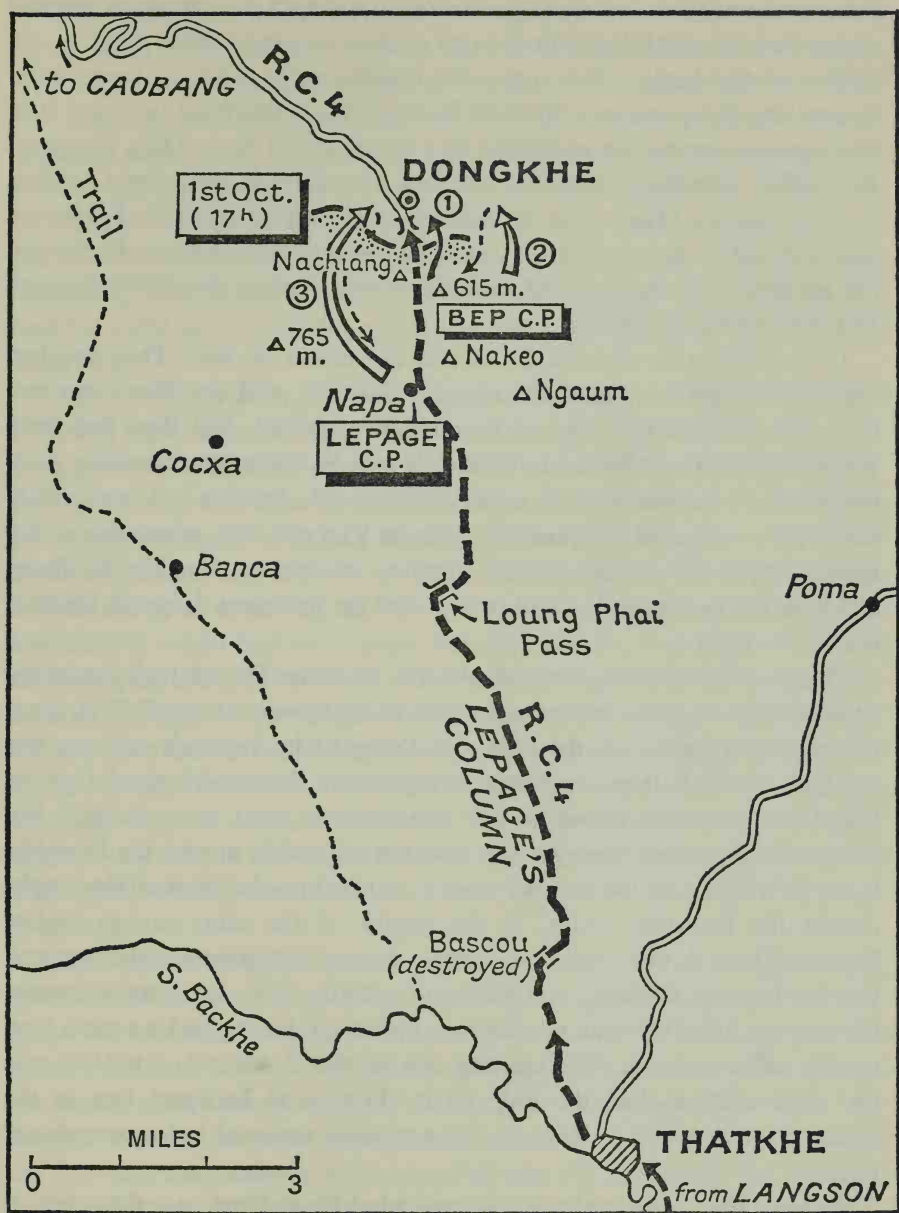 to CAOBANG
R.C.4
Trail
DONGKHE
1st Oct.
(17h)
1
2
Nachiang
3
615 m.
BEP C.P.
765
m.
Nakeo
Ngaum
Napa
LEPAGE
C.P.
Cocxa
Banca
Poma
Loung Phai
Pass
R.C.4
LEPAGE'S
COLUMN
Bascou
(destroyed)
S. Backhe
MILES
0 3
THATKHE
from LANGSON